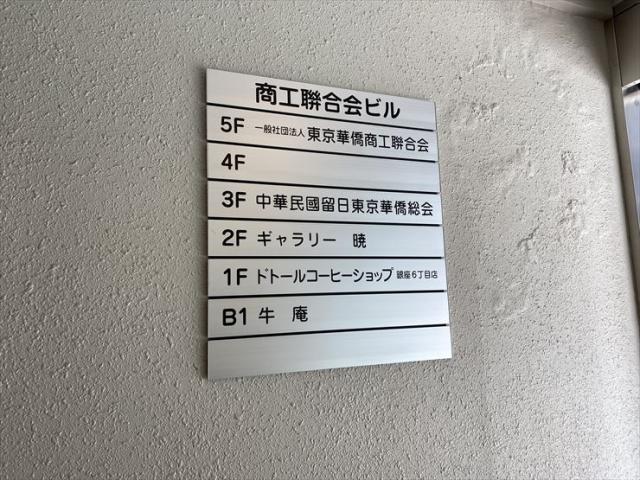 商工聯合会ビル
5F 一般社団法人 東京華僑商工聯合会
4F
3F 中華民國留日東京華僑総会
2F ギャラリー 暁
1F ドトールコーヒーショップ 銀座6丁目店
B1 牛 庵